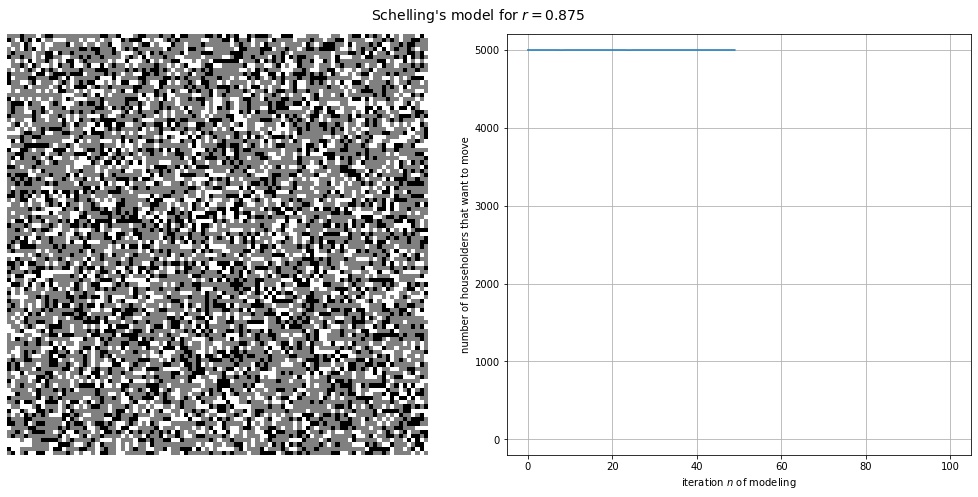 Schelling's model for r = 0.875
5000
4000
3000
2000
1000
0
number of householders that want to move
0 20 40 60 80 100
iteration n of modeling